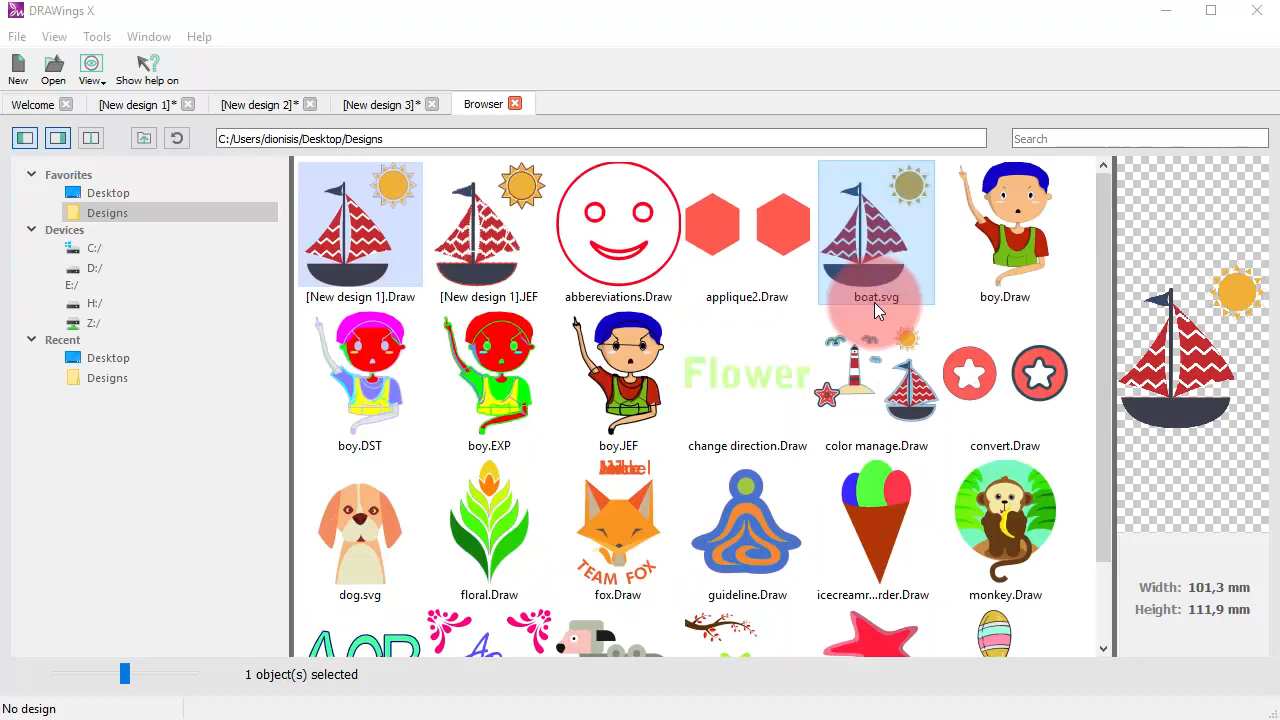 DRAWings X
File View Tools Window Help
New Open View Show help on
Welcome [New design 1]* [New design 2]* [New design 3]* Browser
C:/Users/dionisis/Desktop/Designs Search
Favorites
Desktop
Designs
Devices
C:/
D:/
E:/
H:/
Z:/
Recent
Desktop
Designs
[New design 1].Draw [New design 1].JEF abbereviations.Draw applique2.Draw boat.svg boy.Draw
Flower
boy.DST boy.EXP boy.JEF change direction.Draw color manage.Draw convert.Draw
TEAM FOX
dog.svg floral.Draw fox.Draw guideline.Draw icecreamr...rder.Draw monkey.Draw
Width: 101,3 mm
Height: 111,9 mm
1 object(s) selected
No design